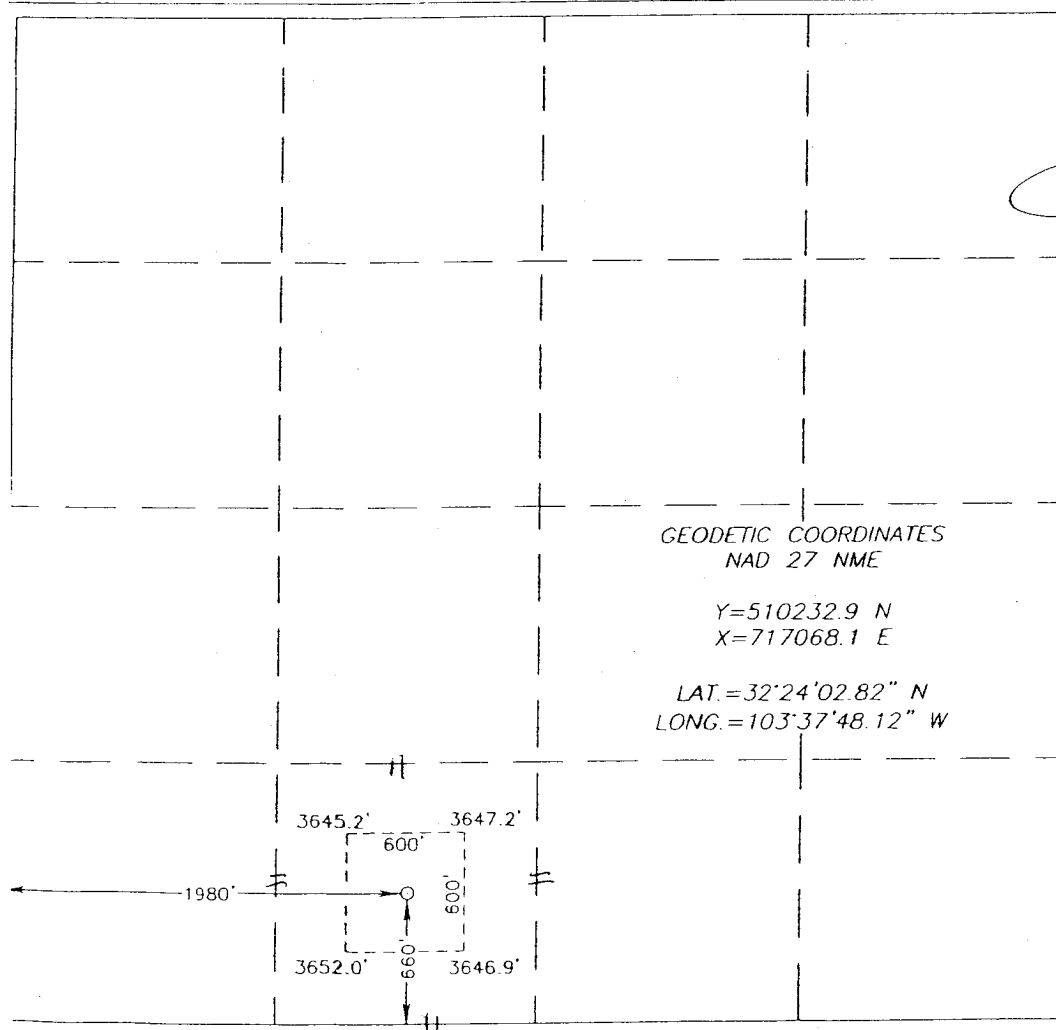 GEODETIC COORDINATES
NAD 27 NME
Y=510232.9 N
X=717068.1 E
LAT.=32°24'02.82" N
LONG.=103°37'48.12" W
3645.2'
3647.2'
600'
1980'
600'
3652.0'
660'
3646.9'